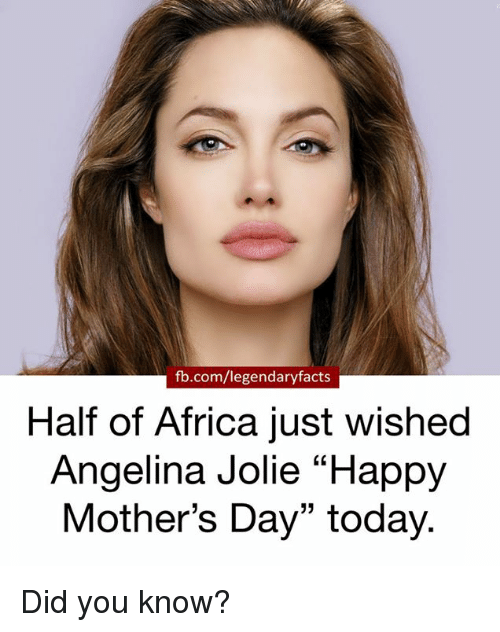 fb.com/legendaryfacts
Half of Africa just wished
Angelina Jolie “Happy
Mother’s Day” today.
Did you know?